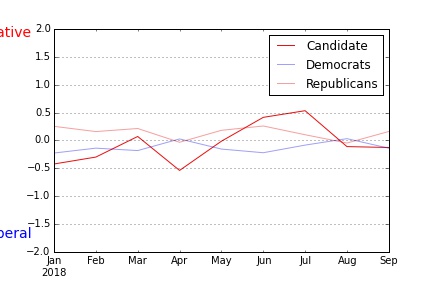 ative
2.0
1.5
1.0
0.5
0.0
−0.5
−1.0
−1.5
−2.0
beral
Candidate
Democrats
Republicans
Jan Feb Mar Apr May Jun Jul Aug Sep
2018